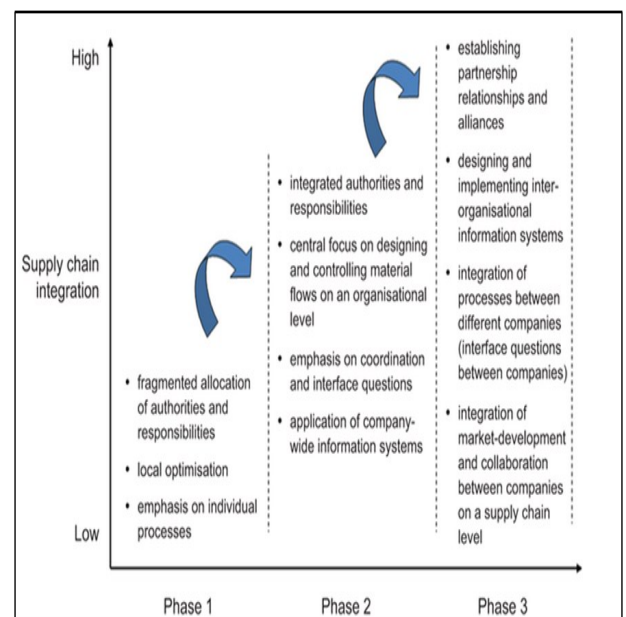 High
Supply chain
integration
Low
• fragmented allocation
of authorities and
responsibilities
• local optimisation
• emphasis on individual
processes
• integrated authorities and
responsibilities
• central focus on designing
and controlling material
flows on an organisational
level
• emphasis on coordination
and interface questions
• application of company-
wide information systems
• establishing
partnership
relationships and
alliances
• designing and
implementing inter-
organisational
information systems
• integration of
processes between
different companies
(interface questions
between companies)
• integration of
market-development
and collaboration
between companies
on a supply chain
level
Phase 1
Phase 2
Phase 3